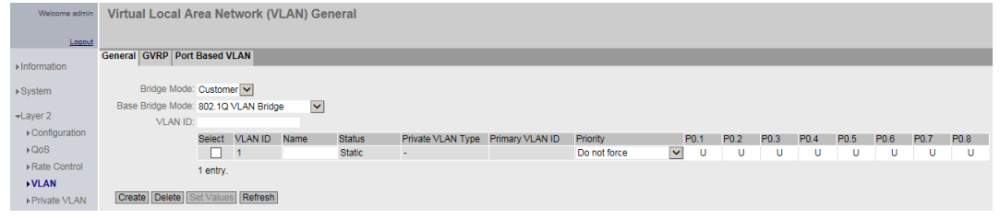 Welcome admin
Logout
Virtual Local Area Network (VLAN) General
General GVRP Port Based VLAN
Information
System
Layer 2
Configuration
QoS
Rate Control
VLAN
Private VLAN
Bridge Mode: Customer
Base Bridge Mode: 802.1Q VLAN Bridge
VLAN ID:
Select VLAN ID Name Status Private VLAN Type Primary VLAN ID Priority P0.1 P0.2 P0.3 P0.4 P0.5 P0.6 P0.7 P0.8
1 Static - Do not force U U U U U U U U
1 entry.
Create Delete Set Values Refresh